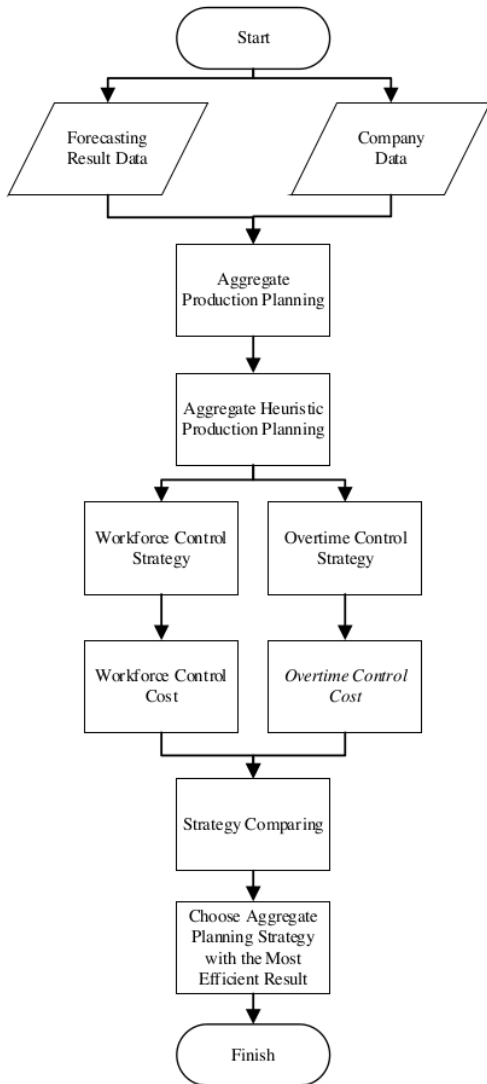 Start
Forecasting
Result Data
Company
Data
Aggregate
Production Planning
Aggregate Heuristic
Production Planning
Workforce Control
Strategy
Overtime Control
Strategy
Workforce Control
Cost
Overtime Control
Cost
Strategy Comparing
Choose Aggregate
Planning Strategy
with the Most
Efficient Result
Finish